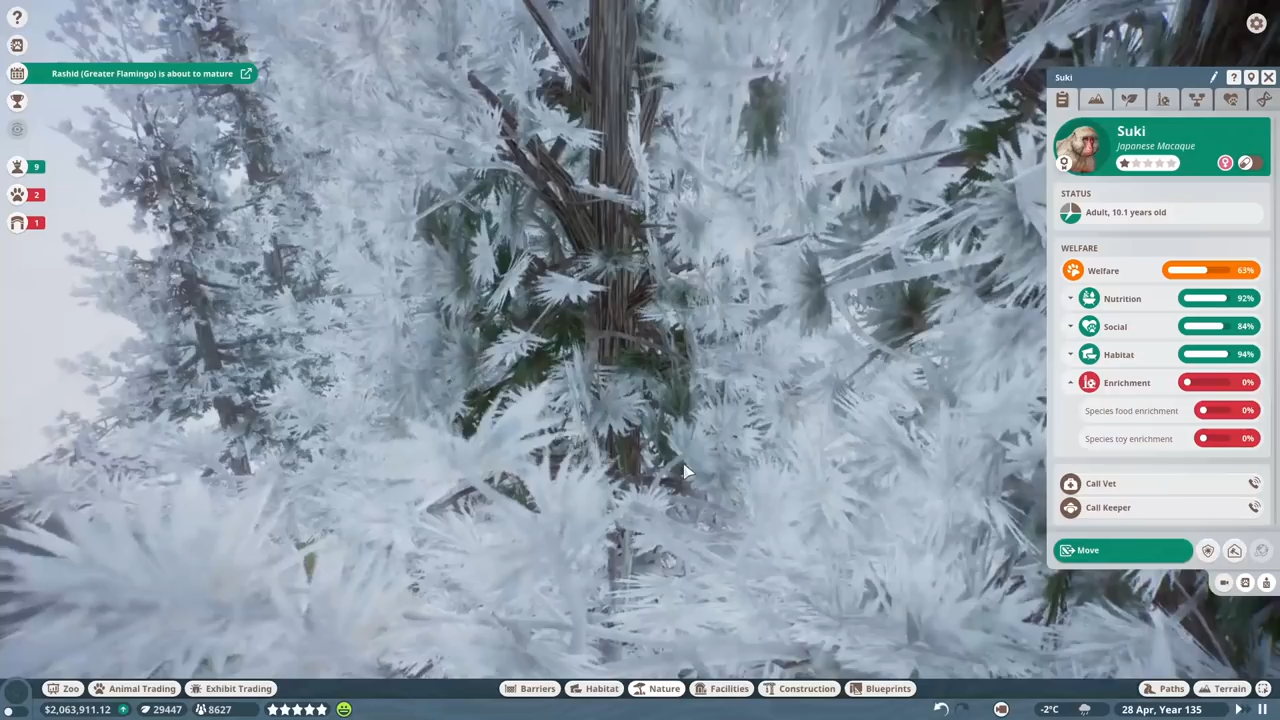 ?
Rashid (Greater Flamingo) is about to mature
9
2
1
Suki
?
Suki
Japanese Macaque
STATUS
Adult, 10.1 years old
WELFARE
Welfare 63%
Nutrition 92%
Social 84%
Habitat 94%
Enrichment 0%
Species food enrichment 0%
Species toy enrichment 0%
Call Vet
Call Keeper
Move
Zoo Animal Trading Exhibit Trading Barriers Habitat Nature Facilities Construction Blueprints Paths Terrain
$2,063,911.12 29447 8627 -2°C 28 Apr, Year 135